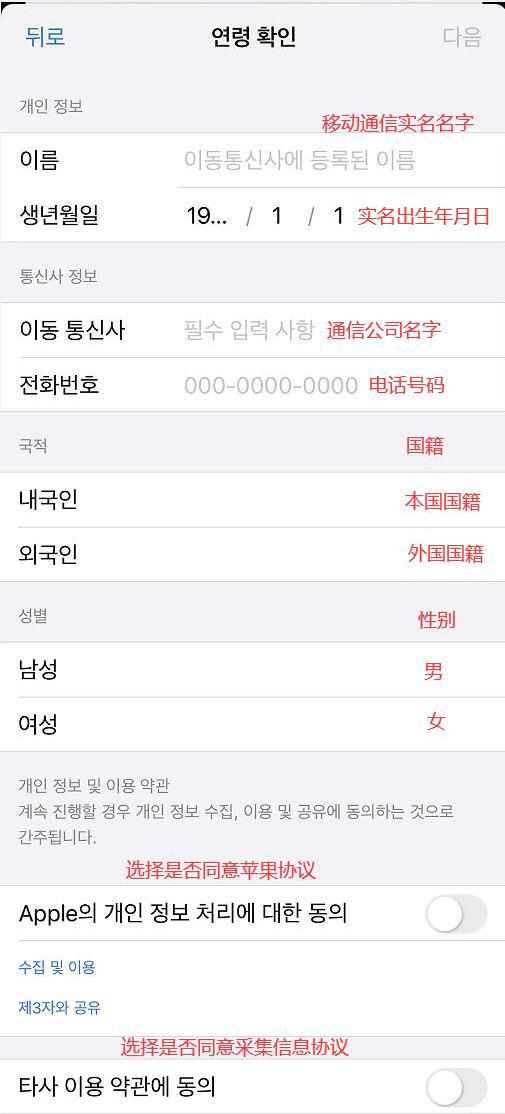 뒤로 연령 확인 다음
개인 정보
移动通信实名名字
이름 이동통신사에 등록된 이름
생년월일 19... / 1 / 1 实名出生年月日
통신사 정보
이동 통신사 필수 입력 사항 通信公司名字
전화번호 000-0000-0000 电话号码
국적 国籍
내국인 本国国籍
외국인 外国国籍
성별 性别
남성 男
여성 女
개인 정보 및 이용 약관
계속 진행할 경우 개인 정보 수집, 이용 및 공유에 동의하는 것으로
간주됩니다.
选择是否同意苹果协议
Apple의 개인 정보 처리에 대한 동의
수집 및 이용
제3자와 공유
选择是否同意采集信息协议
타사 이용 약관에 동의